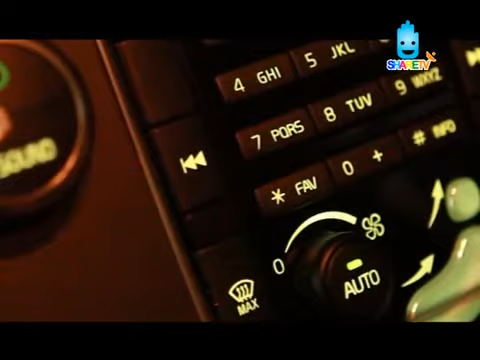 SHARETV
4 GHI
5 JKL
7 PQRS
8 TUV
9 WXYZ
* FAV
0 +
# INFO
SOUND
0
AUTO
MAX